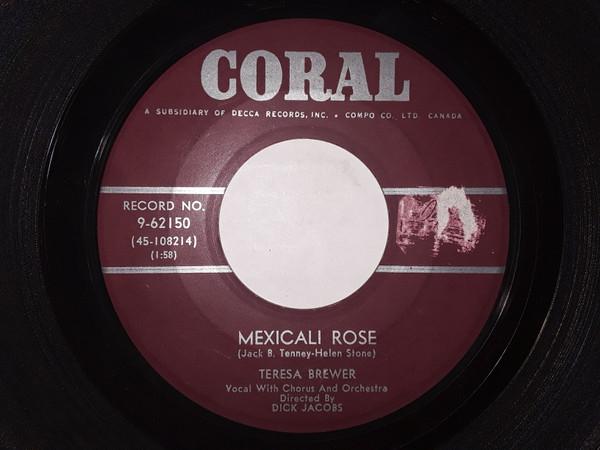 CORAL
A SUBSIDIARY OF DECCA RECORDS, INC. • COMPO CO. LTD. CANADA
RECORD NO.
9-62150
(45-108214)
(1:58)
MEXICALI ROSE
(Jack B. Tenney-Helen Stone)
TERESA BREWER
Vocal With Chorus And Orchestra
Directed By
DICK JACOBS